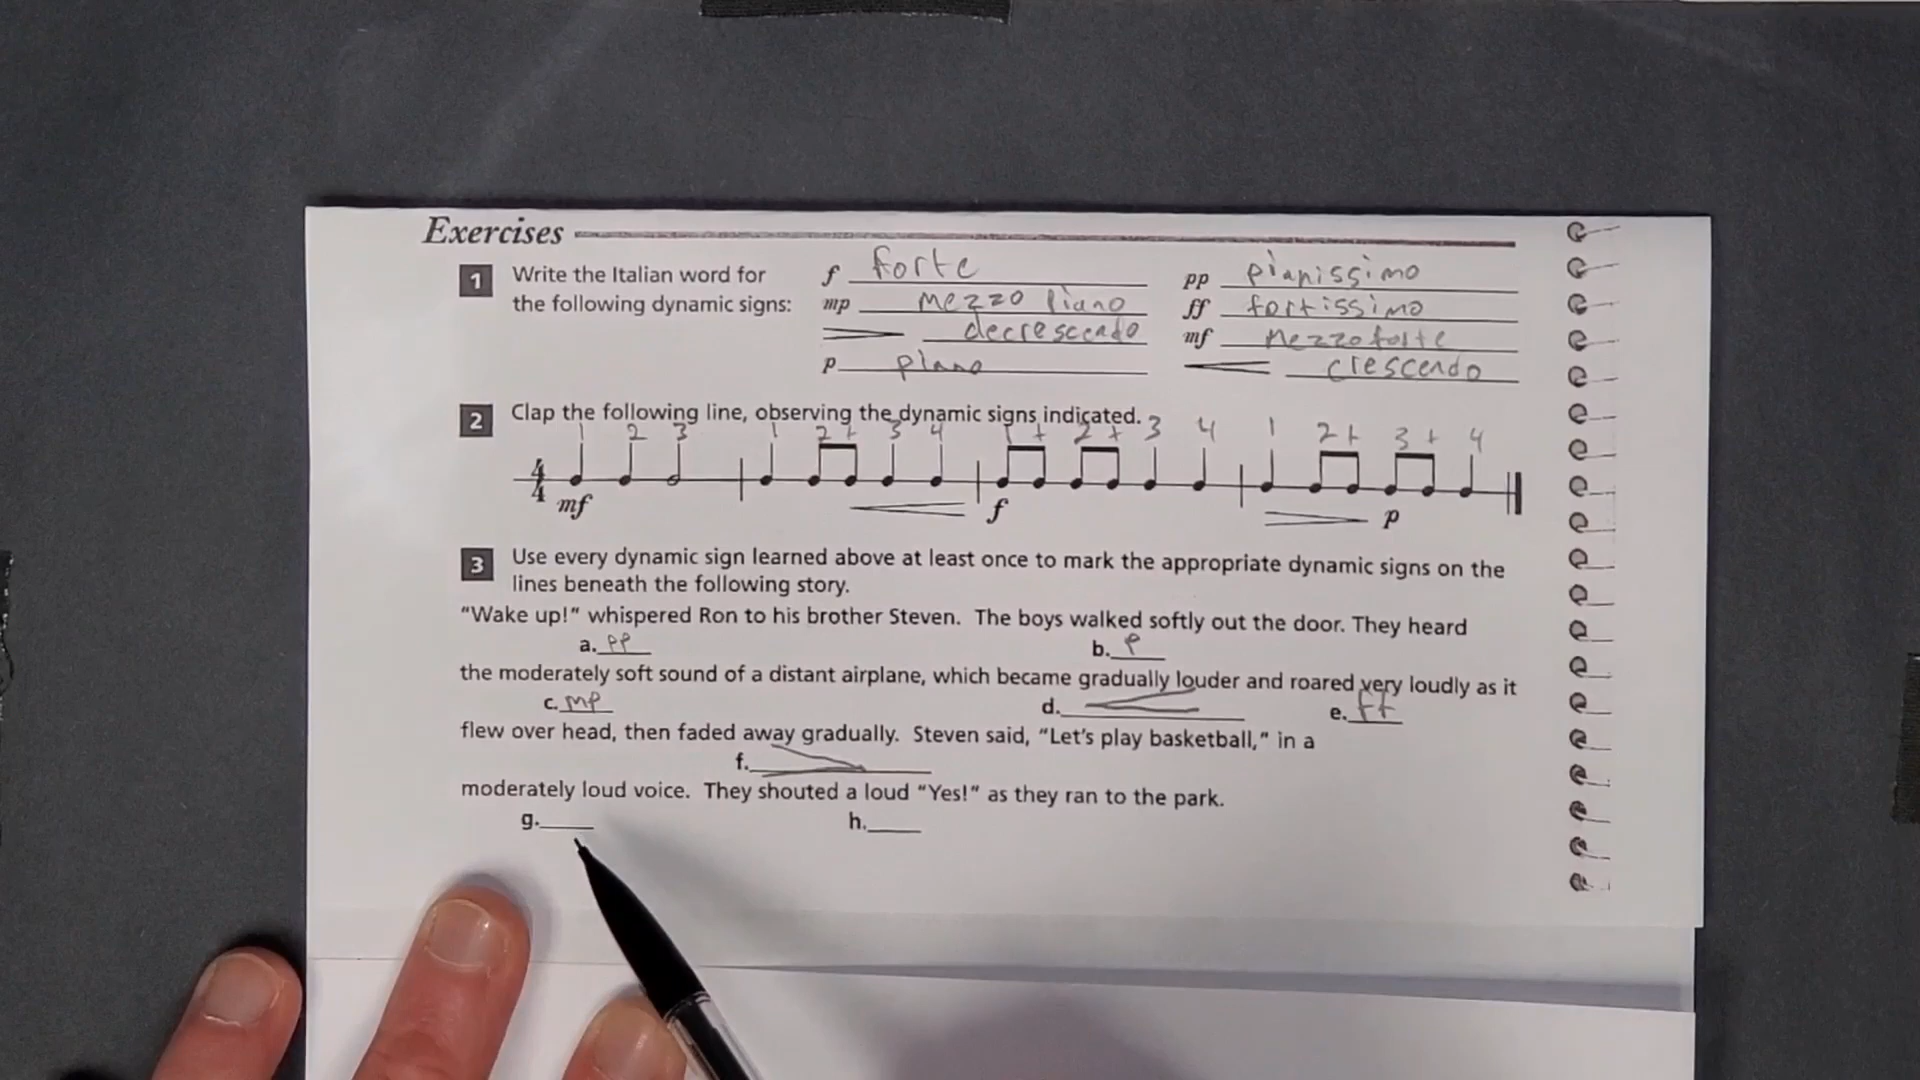 Exercises
1 Write the Italian word for
the following dynamic signs:
f forte
mp Mezzo Piano
decrescendo
p piano
pp pianissimo
ff fortissimo
mf Mezzo forte
crescendo
2 Clap the following line, observing the dynamic signs indicated.
1 2 3 1 2 + 3 4 1 + 2 + 3 4 1 2 + 3 + 4
4
4
mf f p
3 Use every dynamic sign learned above at least once to mark the appropriate dynamic signs on the
lines beneath the following story.
"Wake up!" whispered Ron to his brother Steven. The boys walked softly out the door. They heard
a. pp b. p
the moderately soft sound of a distant airplane, which became gradually louder and roared very loudly as it
c. mp d. e. ff
flew over head, then faded away gradually. Steven said, "Let's play basketball," in a
f.
moderately loud voice. They shouted a loud "Yes!" as they ran to the park.
g. h.